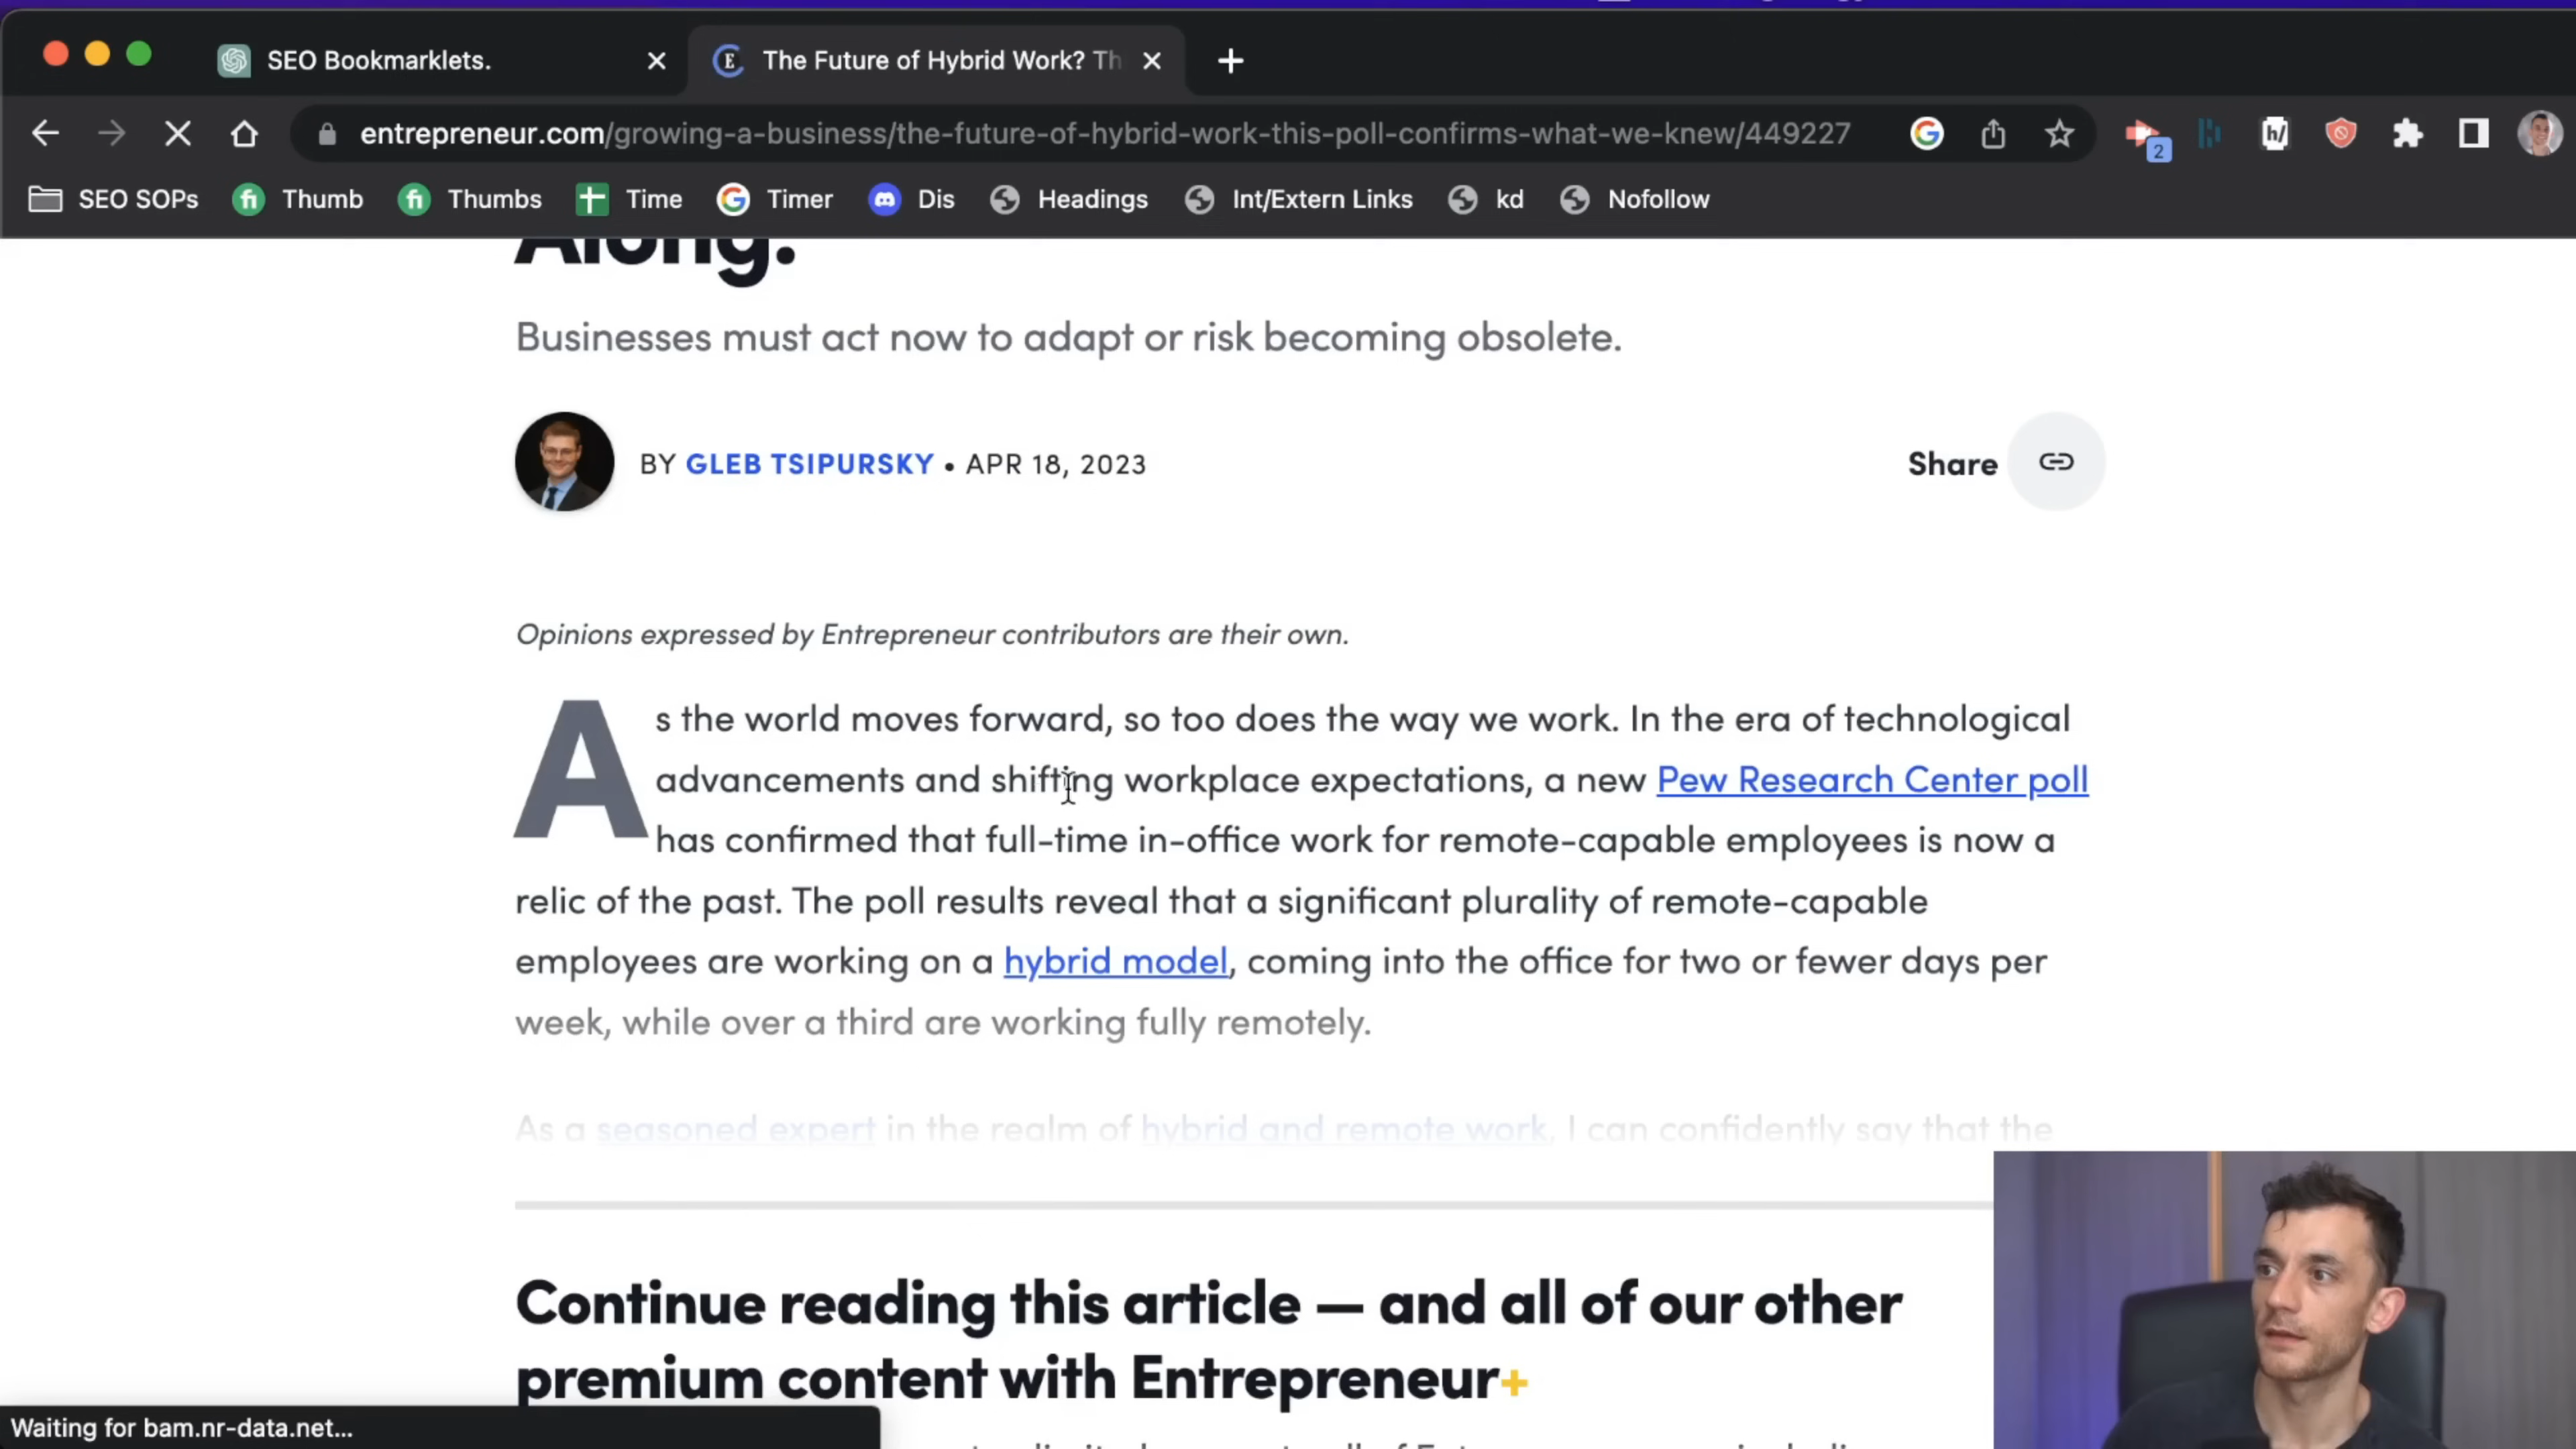 SEO Bookmarklets.
The Future of Hybrid Work? Th
entrepreneur.com/growing-a-business/the-future-of-hybrid-work-this-poll-confirms-what-we-knew/449227
2
SEO SOPs Thumb Thumbs Time Timer Dis Headings Int/Extern Links kd Nofollow
Along.
Businesses must act now to adapt or risk becoming obsolete.
BY GLEB TSIPURSKY • APR 18, 2023
Share
Opinions expressed by Entrepreneur contributors are their own.
As the world moves forward, so too does the way we work. In the era of technological
advancements and shifting workplace expectations, a new Pew Research Center poll
has confirmed that full-time in-office work for remote-capable employees is now a
relic of the past. The poll results reveal that a significant plurality of remote-capable
employees are working on a hybrid model, coming into the office for two or fewer days per
week, while over a third are working fully remotely.
As a seasoned expert in the realm of hybrid and remote work, I can confidently say that the
Continue reading this article — and all of our other
premium content with Entrepreneur+
Waiting for bam.nr-data.net...